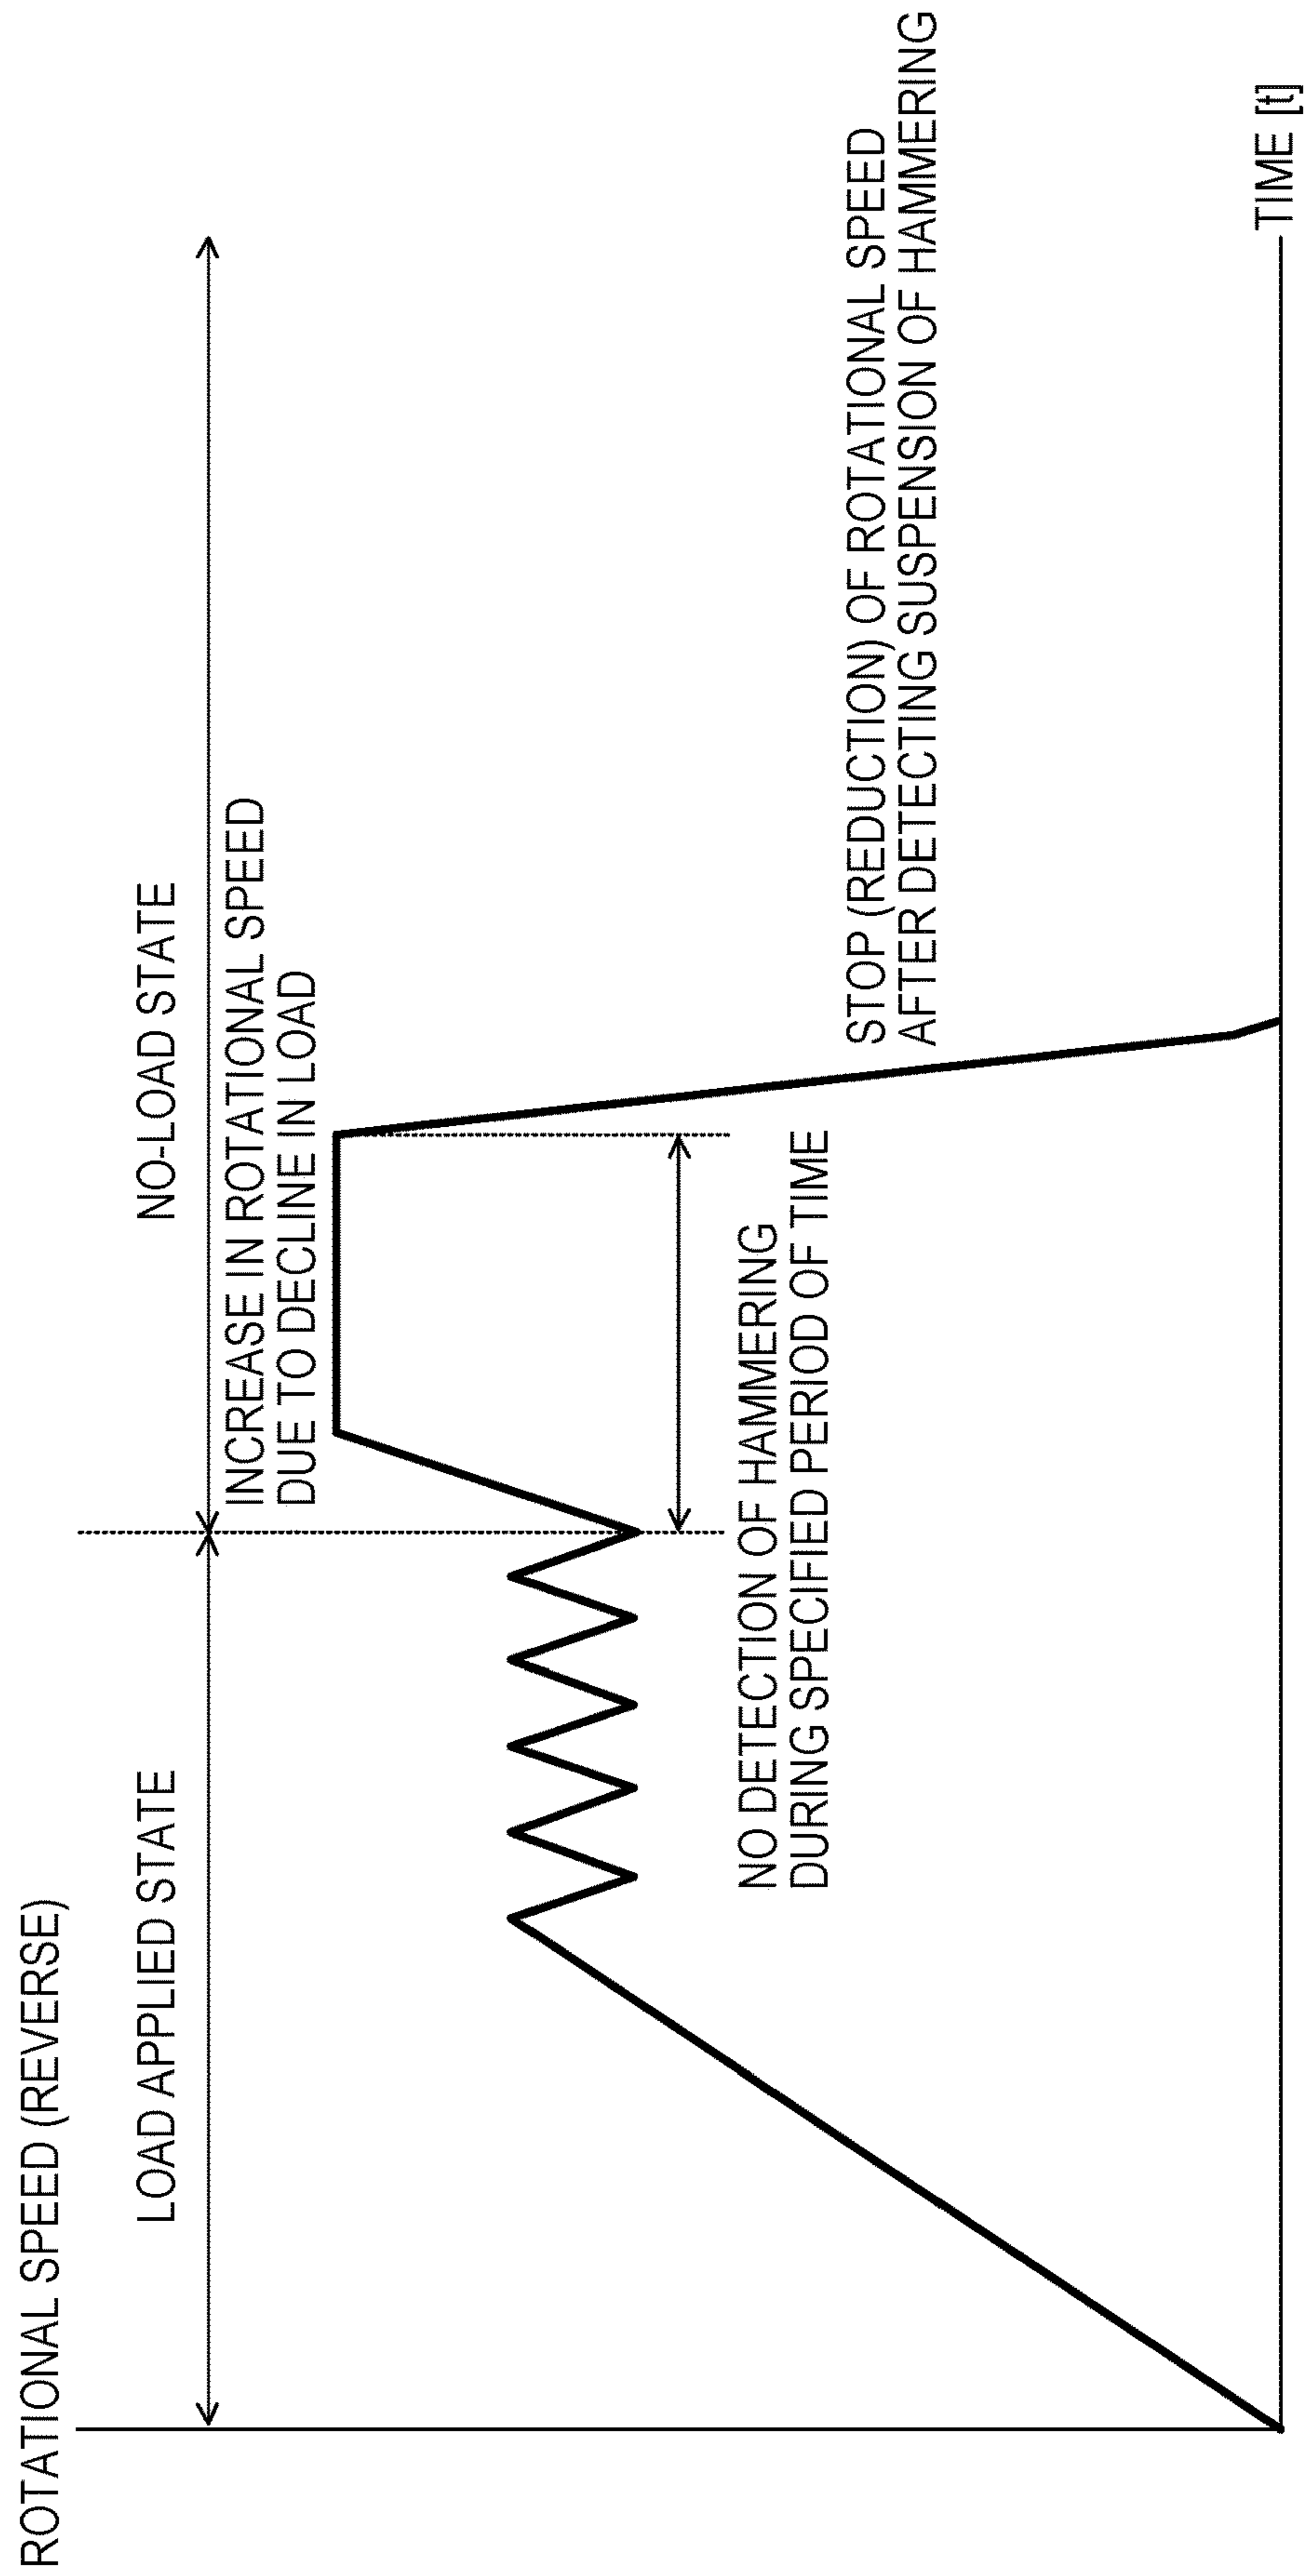 ROTATIONAL SPEED (REVERSE)
LOAD APPLIED STATE
NO-LOAD STATE
INCREASE IN ROTATIONAL SPEED
DUE TO DECLINE IN LOAD
NO DETECTION OF HAMMERING
DURING SPECIFIED PERIOD OF TIME
STOP (REDUCTION) OF ROTATIONAL SPEED
AFTER DETECTING SUSPENSION OF HAMMERING
TIME [t]